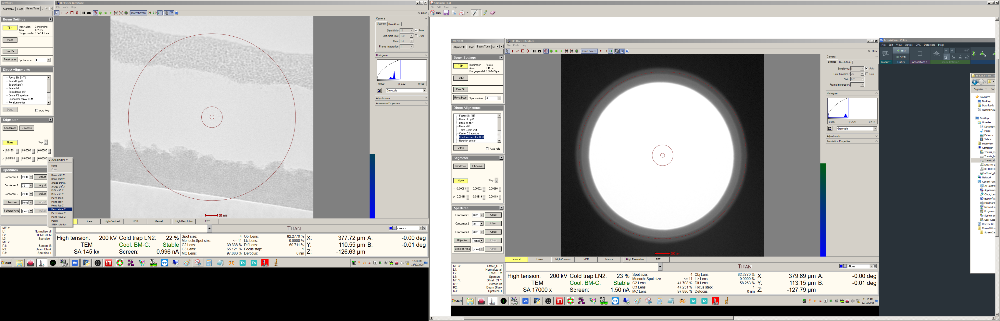 Workset
TEM User Interface
File Mode Help
Alignments Stage Beam/Tune
Insert Screen
Close
Beam Settings
TEM
Illumination Condensing
Area 477 nm
Range parallel 0.54-14.5 µm
Probe
Free Ctrl
Reset beam Spot number 4
Direct Alignments
Focus Slit [INT]
Beam tilt pp X
Beam tilt pp Y
Beam shift
Tomo Beam shift
Center C2 aperture
Condenser center TEM
Rotation center
Done Auto help
Stigmator
Condenser Objective
None Step:
x 0.01291 0.00000 0.00000
y 0.05486 0.00000 0.00000
Apertures
Condenser 1 2000 Adjust
Condenser 2 70 Adjust
Condenser 3 2000 Adjust
Objective [none] Adjust
Selected Area [none] Adjust
Auto bind MF y
None
Clear
Beam shift X
Beam shift Y
Image shift X
Image shift Y
Diffr shift X
Diffr shift Y
Piezo Jog X
Piezo Jog Y
Piezo Jog Z
Piezo Move X
Piezo Move Y
Piezo Move Z
Focus
STEM rotation
20 nm
Camera
Settings Bias & Gain
Sensitivity: 11 Auto
Exp. time [ms]: 100 Dual
Gain: 1.4
Frame integration: 1
Histogram
0.000 γ: 2.22 0.469
Greyscale
Adjustments
Annotation Properties
Linear High Contrast HDR Manual High Resolution FFT
TITAN
- None -
MF X:
L1: Normalize all
L2: TEM/STEM
L3: Spotsize -
MF Y:
R1: Screen lift
R2: Beam Blank
R3: Spotsize +
High tension: 200 kV
TEM
SA 145 kx
Cold trap LN2: 22 %
Cool. BM-C: Stable
Screen: 0.996 nA
Spot size: 4 Obj Lens: 82.2770 %
Monochr.Spot size: <= 11 Ltz Lens: 0.0000 %
C2 Lens: 39.336 % Dif Lens: 60.711 %
C3 Lens: 65.121 % Focus step: 1
MC Lens: 97.886 % Defocus: 0 nm
X: 377.72 µm A: -0.00 deg
Y: 110.55 µm B: -0.01 deg
Z: -126.63 µm
Start
12:08 PM
12/12/2025
Snipping Tool
File Edit Tools Help
New
Workset
TEM User Interface
File Mode Help
Alignments Stage Beam/Tune
Insert Screen
Close
Beam Settings
TEM
Illumination Parallel
Area 1.41 µm
Range parallel 0.54-14.5 µm
Probe
Free Ctrl
Reset beam Spot number 4
Direct Alignments
Focus Slit [INT]
Beam tilt pp X
Beam tilt pp Y
Beam shift
Tomo Beam shift
Center C2 aperture
Condenser center TEM
Rotation center
Done Auto help
Stigmator
Condenser Objective
None Step:
x -0.00083 0.00502 0.00260
y 0.00018 -0.00819 0.00119
Apertures
Condenser 1 2000 Adjust
Condenser 2 70 Adjust
Condenser 3 2000 Adjust
Objective [none] Adjust
Selected Area [none] Adjust
Camera
Settings Bias & Gain
Sensitivity: Auto
Exp. time [ms]: 25 Dual
Gain: 0.7
Frame integration: 1
Histogram
0.000 γ: 2.22 0.417
Greyscale
Adjustments
Annotation Properties
Natural Linear High Contrast HDR Manual High Resolution FFT
TITAN
- None -
MF X: Offset_CT X
L1: Normalize all
L2: TEM/STEM
L3: Spotsize -
MF Y: Offset_CT Y
R1: Screen lift
R2: Beam Blank
R3: Spotsize +
High tension: 200 kV
TEM
SA 17000 x
Cold trap LN2: 23 %
Cool. BM-C: Stable
Screen: 1.50 nA
Spot size: 4 Obj Lens: 82.2770 %
Monochr.Spot size: <= 11 Ltz Lens: 0.0000 %
C2 Lens: 41.708 % Dif Lens: 58.263 %
C3 Lens: 47.251 % Focus step: 1
MC Lens: 97.886 % Defocus: 0 nm
X: 379.69 µm A: -0.00 deg
Y: 113.15 µm B: -0.01 deg
Z: -127.79 µm
Start
11:10 AM
12/12/2025
Acquisition - Velox
File Edit View Optics DPC Detectors Help
TEM
STEM
Layout Optics Annotations Image Rotation
251212-TEM_m
Organize Incl
Favorites
Desktop
Downloads
Recent Place
Desktop
Libraries
Document
Music
Pictures
Videos
supervisor
Computer
Themis_sy
Themis_ba
Themis_da
DVD RW D
BD-ROM D
offload_da
Network
Control Pane
All Control
Appearanc
Clock, Lan
Ease of Ac
Hardware
Network a
Programs
System an
User Acco
Recycle Bin
MouseWitho
ScreenCap